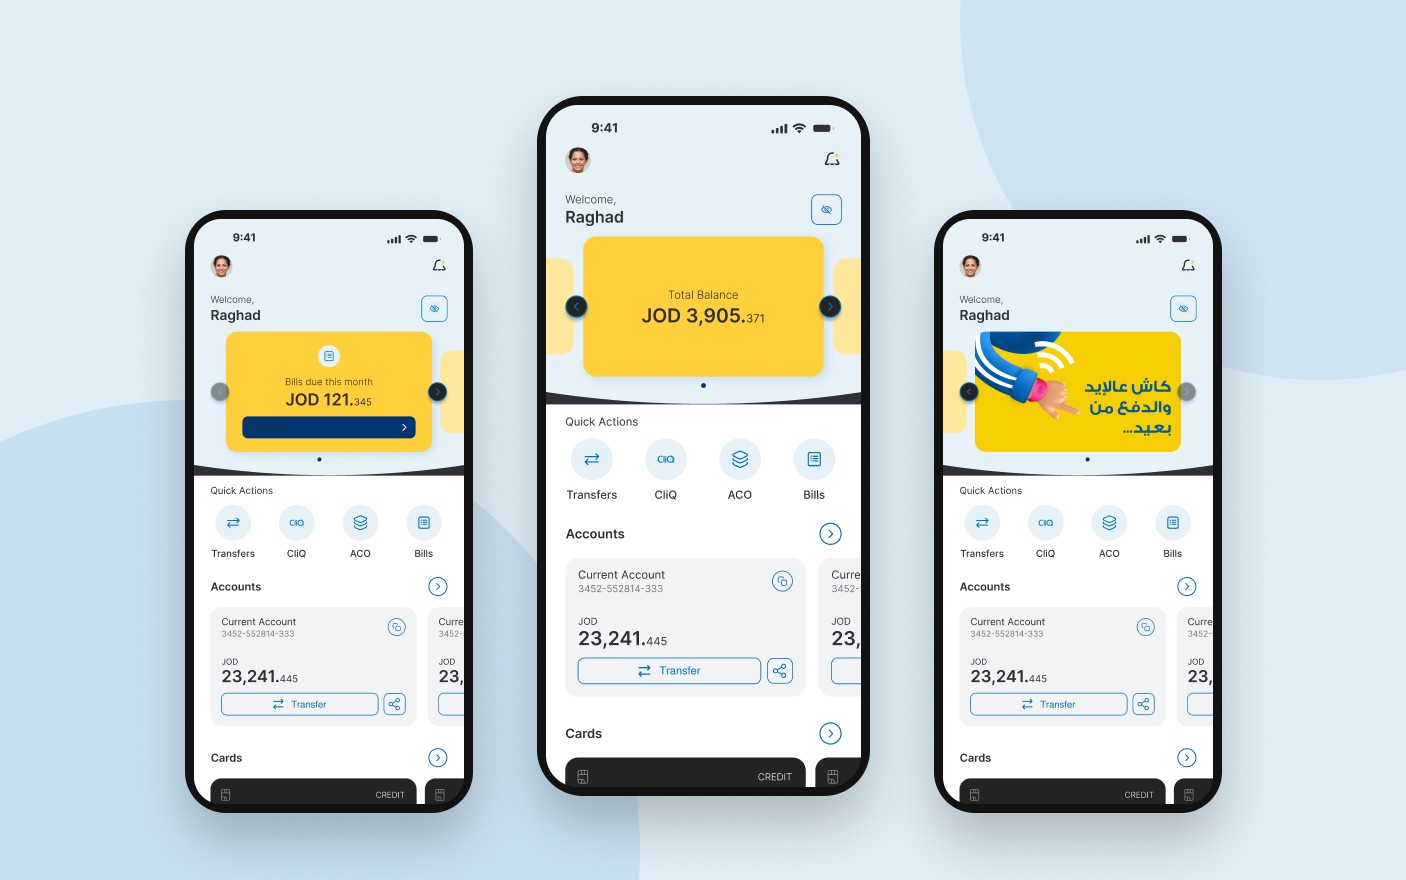 9:41
Welcome,
Raghad
Bills due this month
JOD 121.345
Quick Actions
Transfers
CliQ
CliQ
ACO
Bills
Accounts
Current Account
3452-552814-333
JOD
23,241.445
Transfer
Curre
3452-
JOD
23,
Cards
CREDIT
9:41
Welcome,
Raghad
Total Balance
JOD 3,905.371
Quick Actions
Transfers
CliQ
CliQ
ACO
Bills
Accounts
Current Account
3452-552814-333
JOD
23,241.445
Transfer
Curre
3452-
JOD
23,
Cards
CREDIT
9:41
Welcome,
Raghad
كاش عالإيد
والدفع من
بعيد...
Quick Actions
Transfers
CliQ
CliQ
ACO
Bills
Accounts
Current Account
3452-552814-333
JOD
23,241.445
Transfer
Curre
3452-
JOD
23,
Cards
CREDIT